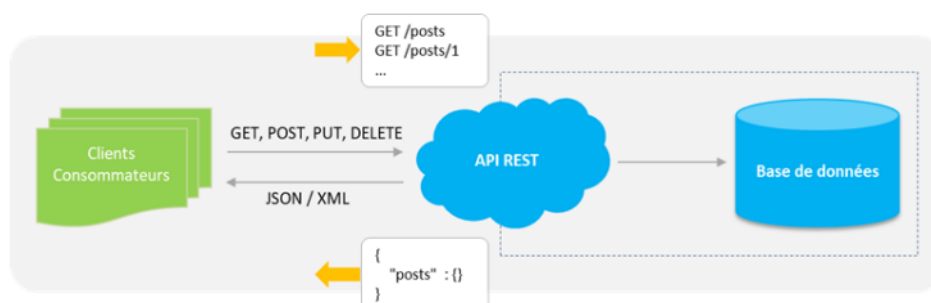 GET /posts
GET /posts/1
...
Clients
Consommateurs
GET, POST, PUT, DELETE
JSON / XML
API REST
Base de données
{
"posts" : {}
}